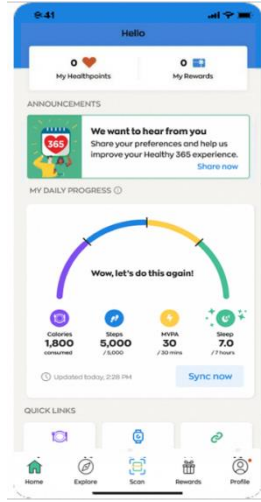 9:41
Hello
0
My Healthpoints
0
My Rewards
ANNOUNCEMENTS
365
We want to hear from you
Share your preferences and help us
improve your Healthy 365 experience.
Share now
MY DAILY PROGRESS
Wow, let's do this again!
Calories
1,800
consumed
Steps
5,000
/ 5,000
MVPA
30
/ 30 mins
Sleep
7.0
/ 7 hours
Updated today, 2:28 PM
Sync now
QUICK LINKS
Home
Explore
Scan
Rewards
Profile